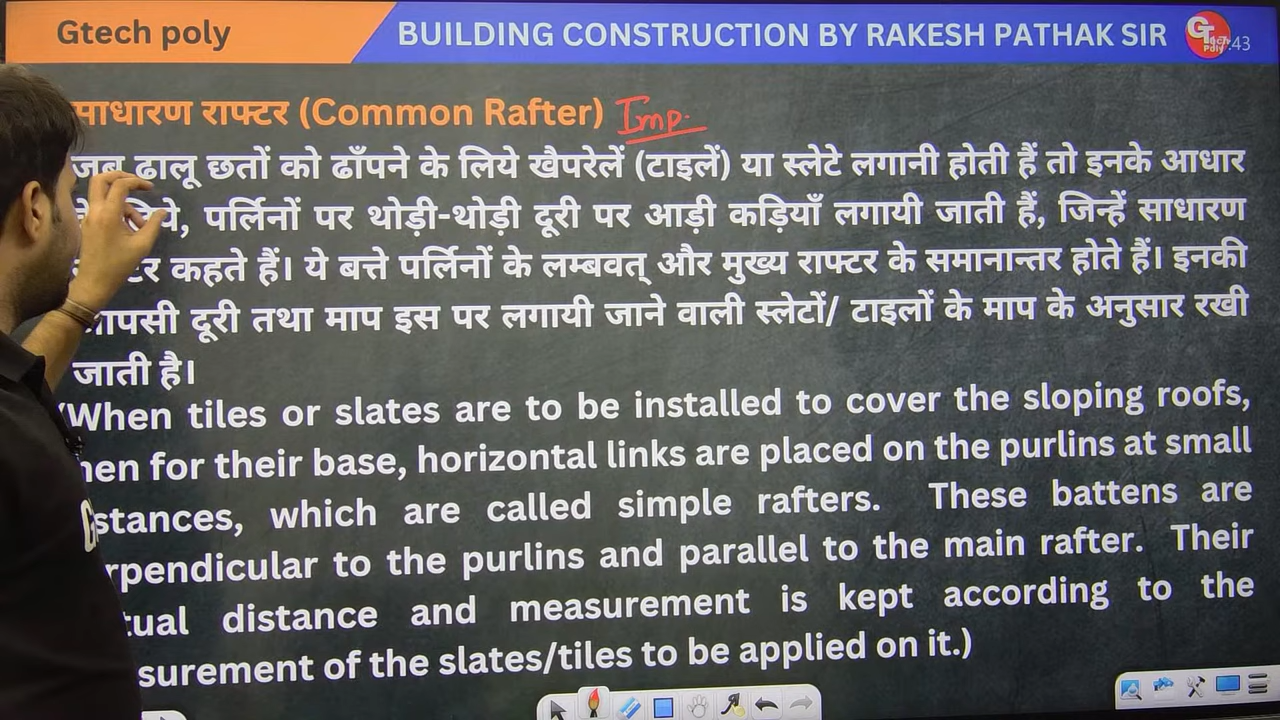 Gtech poly
BUILDING CONSTRUCTION BY RAKESH PATHAK SIR
GT
Poly
7:43
साधारण राफ्टर (Common Rafter) Imp.
जब ढालू छतों को ढाँपने के लिये खैपरेलें (टाइलें) या स्लेटे लगानी होती हैं तो इनके आधार
पर्लिनों पर थोड़ी-थोड़ी दूरी पर आड़ी कड़ियाँ लगायी जाती हैं, जिन्हें साधारण
कहते हैं। ये बत्ते पर्लिनों के लम्बवत् और मुख्य राफ्टर के समानान्तर होते हैं। इनकी
दूरी तथा माप इस पर लगायी जाने वाली स्लेटों/ टाइलों के माप के अनुसार रखी
जाती है।
(When tiles or slates are to be installed to cover the sloping roofs,
for their base, horizontal links are placed on the purlins at small
which are called simple rafters. These battens are
to the purlins and parallel to the main rafter. Their
distance and measurement is kept according to the
of the slates/tiles to be applied on it.)